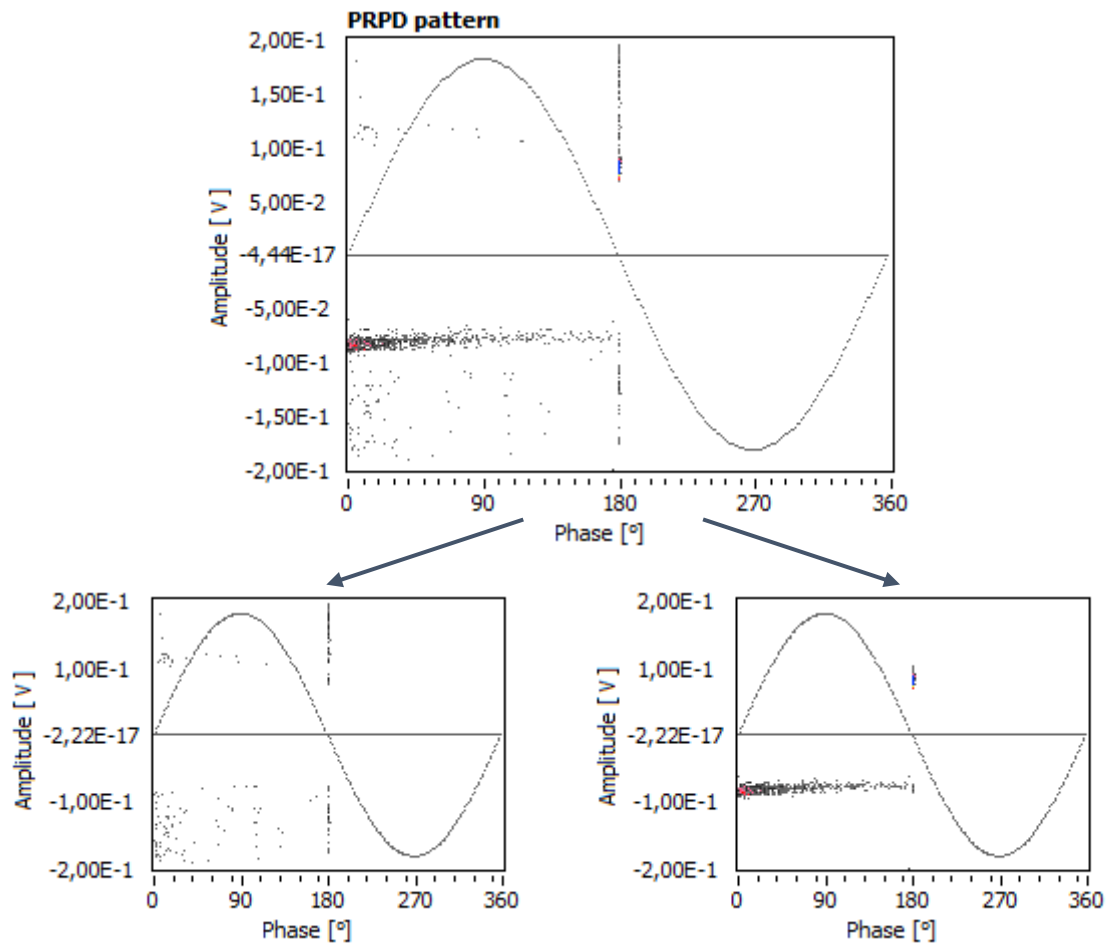 PRPD pattern
2,00E-1
1,50E-1
1,00E-1
5,00E-2
-4,44E-17
-5,00E-2
-1,00E-1
-1,50E-1
-2,00E-1
Amplitude [ V ]
0 90 180 270 360
Phase [°]
2,00E-1
1,00E-1
-2,22E-17
-1,00E-1
-2,00E-1
Amplitude [ V ]
0 90 180 270 360
Phase [°]
2,00E-1
1,00E-1
-2,22E-17
-1,00E-1
-2,00E-1
Amplitude [ V ]
0 90 180 270 360
Phase [°]